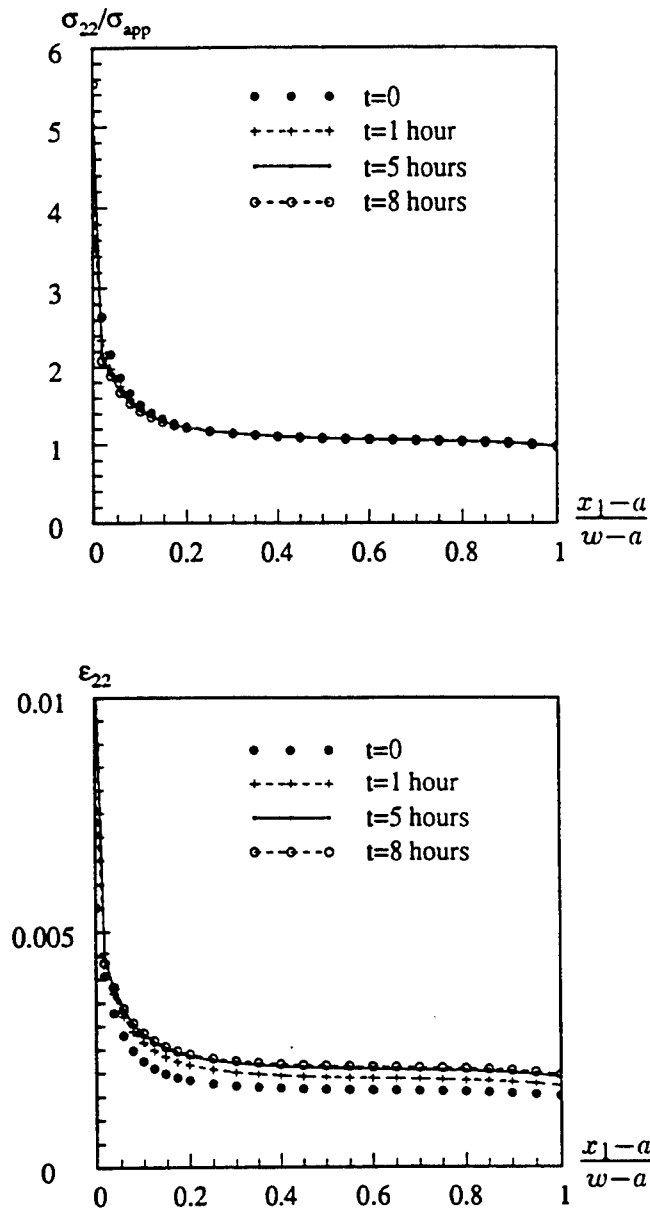 σ22/σapp
6
t=0
t=1 hour
5
t=5 hours
t=8 hours
4
3
2
1
0
x1−a
w−a
0 0.2 0.4 0.6 0.8 1
ε22
0.01
t=0
t=1 hour
t=5 hours
t=8 hours
0.005
0
x1−a
w−a
0 0.2 0.4 0.6 0.8 1